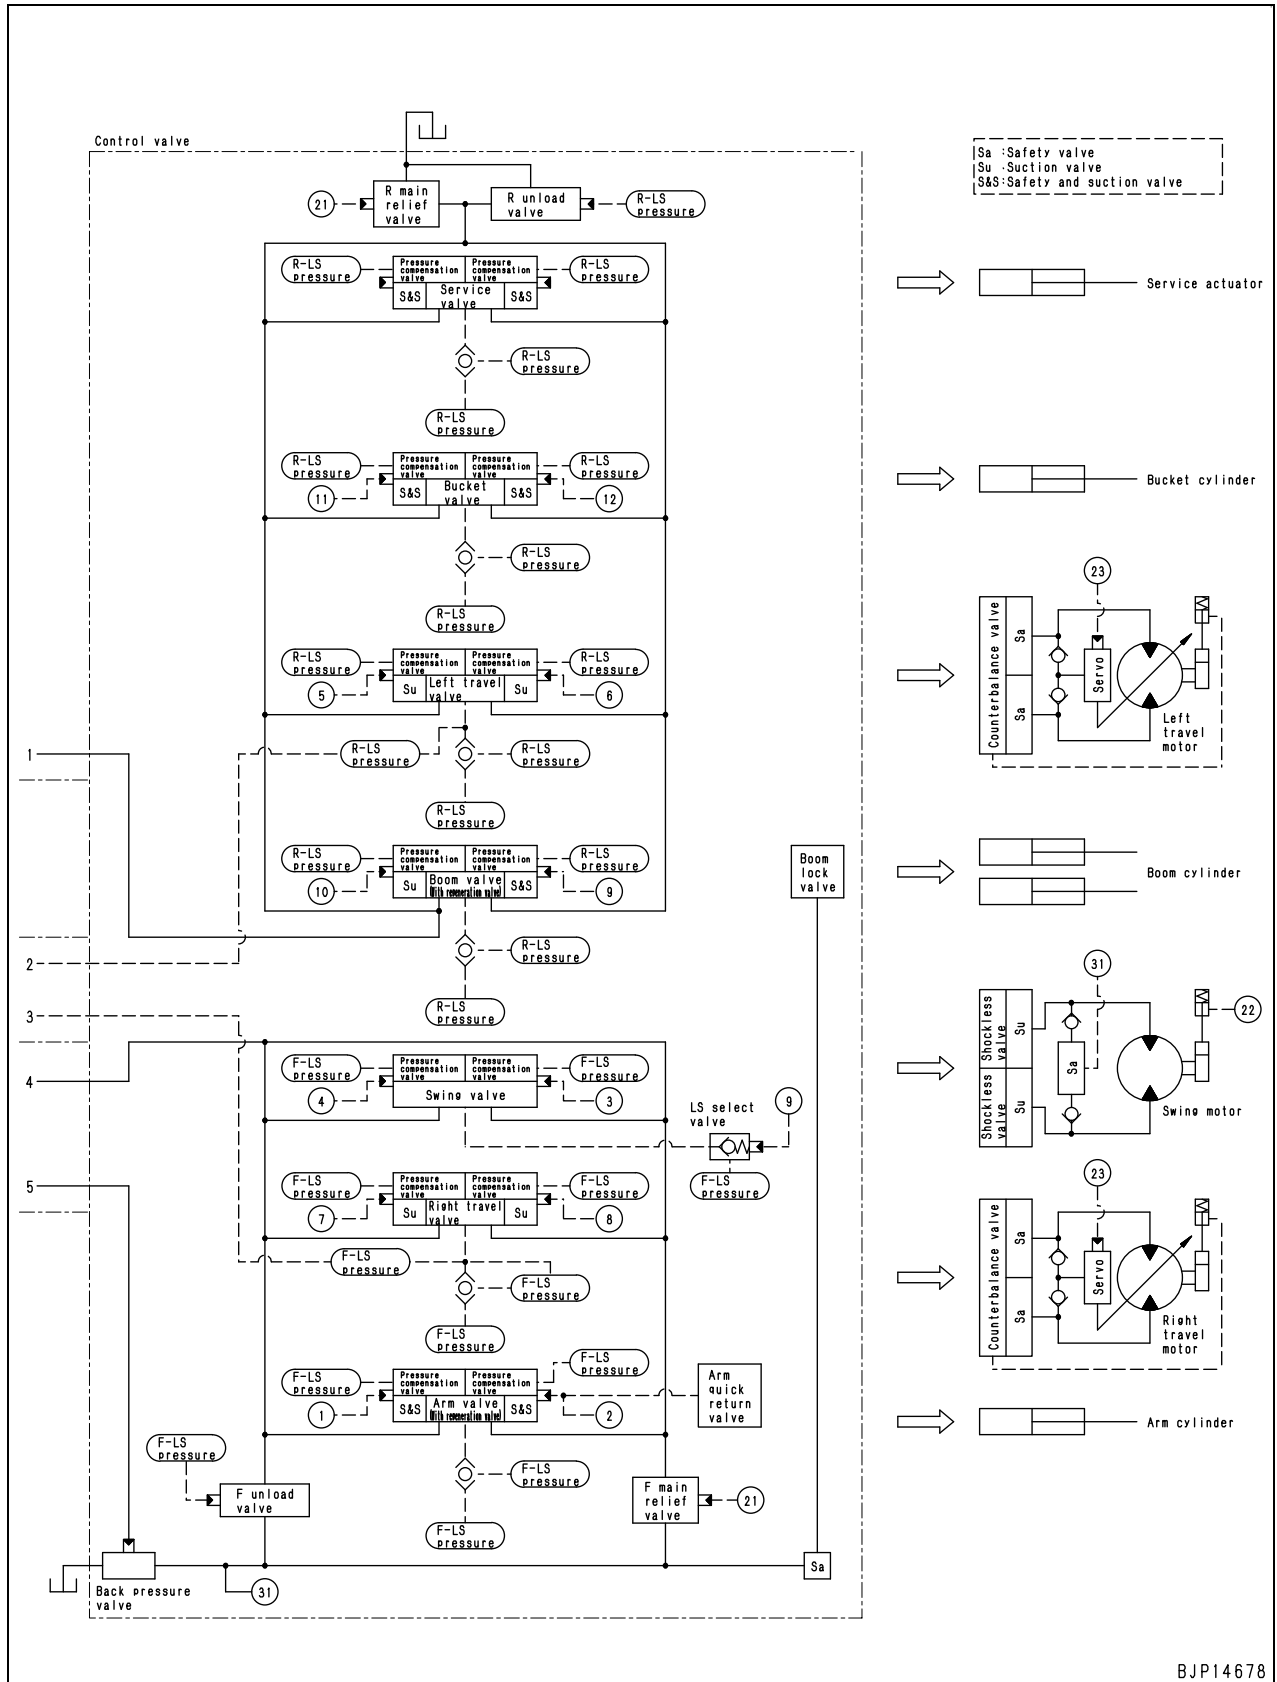 Control valve
Sa :Safety valve
Su :Suction valve
S&S:Safety and suction valve
21
R main
relief
valve
R unload
valve
R-LS
pressure
R-LS
pressure
Pressure
compensation
valve
Pressure
compensation
valve
R-LS
pressure
S&S
Service
valve
S&S
Service actuator
R-LS
pressure
R-LS
pressure
R-LS
pressure
Pressure
compensation
valve
Pressure
compensation
valve
R-LS
pressure
11
S&S
Bucket
valve
S&S
12
Bucket cylinder
R-LS
pressure
R-LS
pressure
R-LS
pressure
Pressure
compensation
valve
Pressure
compensation
valve
R-LS
pressure
5
Su
Left travel
valve
Su
6
23
Counterbalance valve
Sa
Sa
Servo
Left
travel
motor
1
R-LS
pressure
R-LS
pressure
R-LS
pressure
R-LS
pressure
Pressure
compensation
valve
Pressure
compensation
valve
R-LS
pressure
10
Su
Boom valve
(With regeneration valve)
S&S
9
Boom
lock
valve
Boom cylinder
2
R-LS
pressure
R-LS
pressure
3
4
F-LS
pressure
Pressure
compensation
valve
Pressure
compensation
valve
F-LS
pressure
4
Swing valve
3
LS select
valve
9
F-LS
pressure
31
22
Shockless
valve
Su
Shockless
valve
Su
Sa
Swing motor
5
F-LS
pressure
Pressure
compensation
valve
Pressure
compensation
valve
F-LS
pressure
7
Su
Right travel
valve
Su
8
F-LS
pressure
F-LS
pressure
F-LS
pressure
23
Counterbalance valve
Sa
Sa
Servo
Right
travel
motor
F-LS
pressure
Pressure
compensation
valve
Pressure
compensation
valve
F-LS
pressure
1
S&S
Arm valve
(With regeneration valve)
S&S
2
Arm
quick
return
valve
Arm cylinder
F-LS
pressure
F unload
valve
F-LS
pressure
F-LS
pressure
F main
relief
valve
21
Back pressure
valve
31
Sa
BJP14678